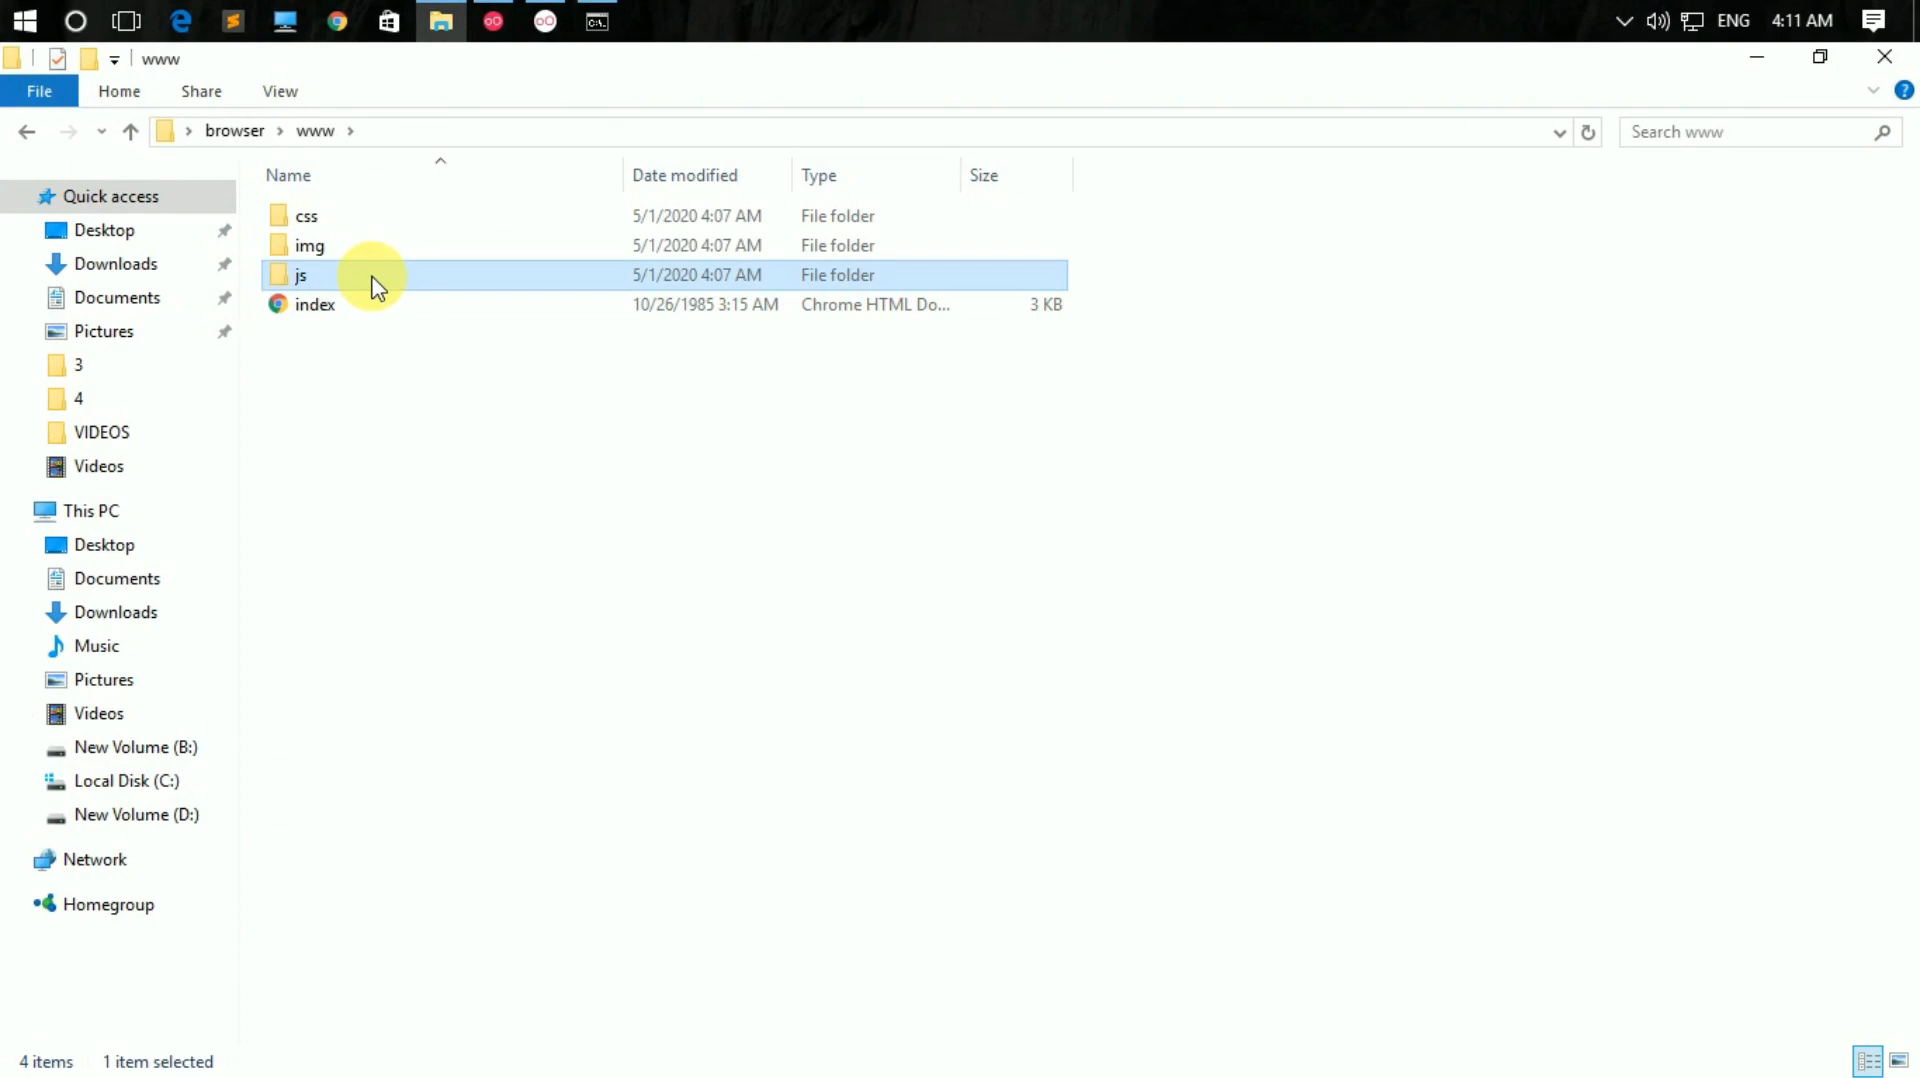 ENG 4:11 AM
www
File Home Share View
browser www
Search www
Name Date modified Type Size
css 5/1/2020 4:07 AM File folder
img 5/1/2020 4:07 AM File folder
js 5/1/2020 4:07 AM File folder
index 10/26/1985 3:15 AM Chrome HTML Do... 3 KB
Quick access
Desktop
Downloads
Documents
Pictures
3
4
VIDEOS
Videos
This PC
Desktop
Documents
Downloads
Music
Pictures
Videos
New Volume (B:)
Local Disk (C:)
New Volume (D:)
Network
Homegroup
4 items 1 item selected